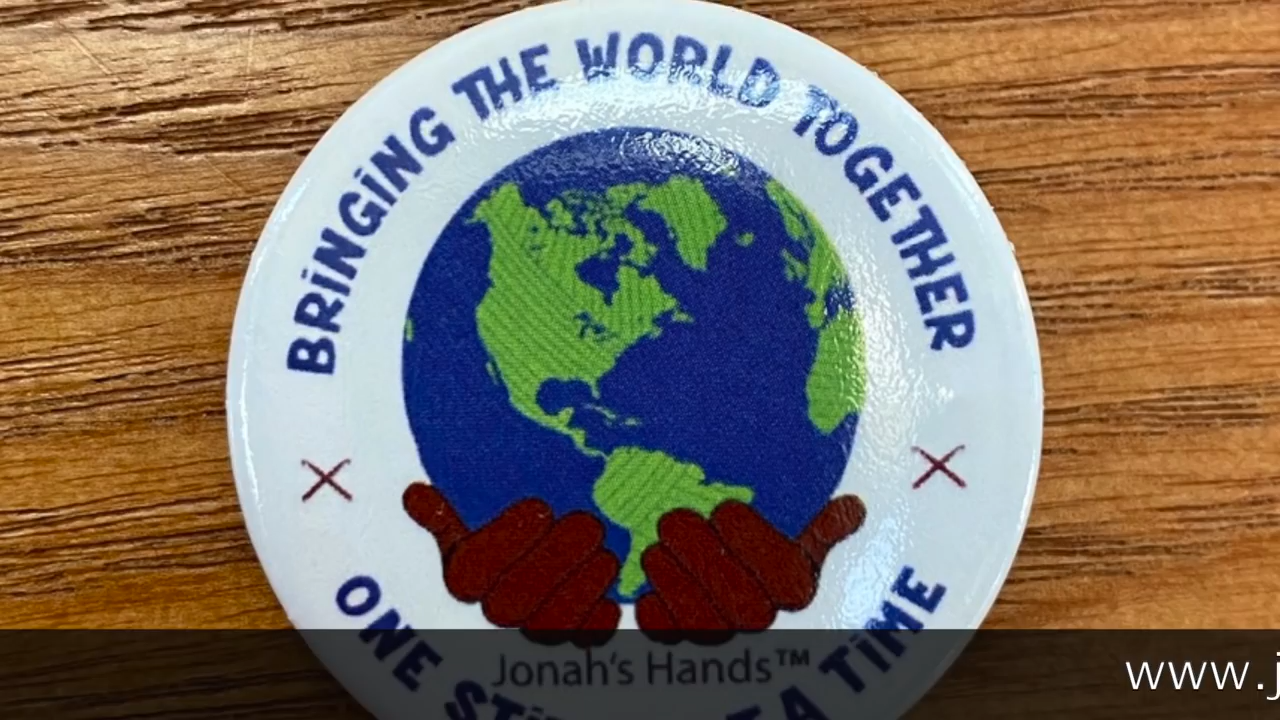 BRINGING THE WORLD TOGETHER
ONE
A TIME
Jonah's Hands™
www.j